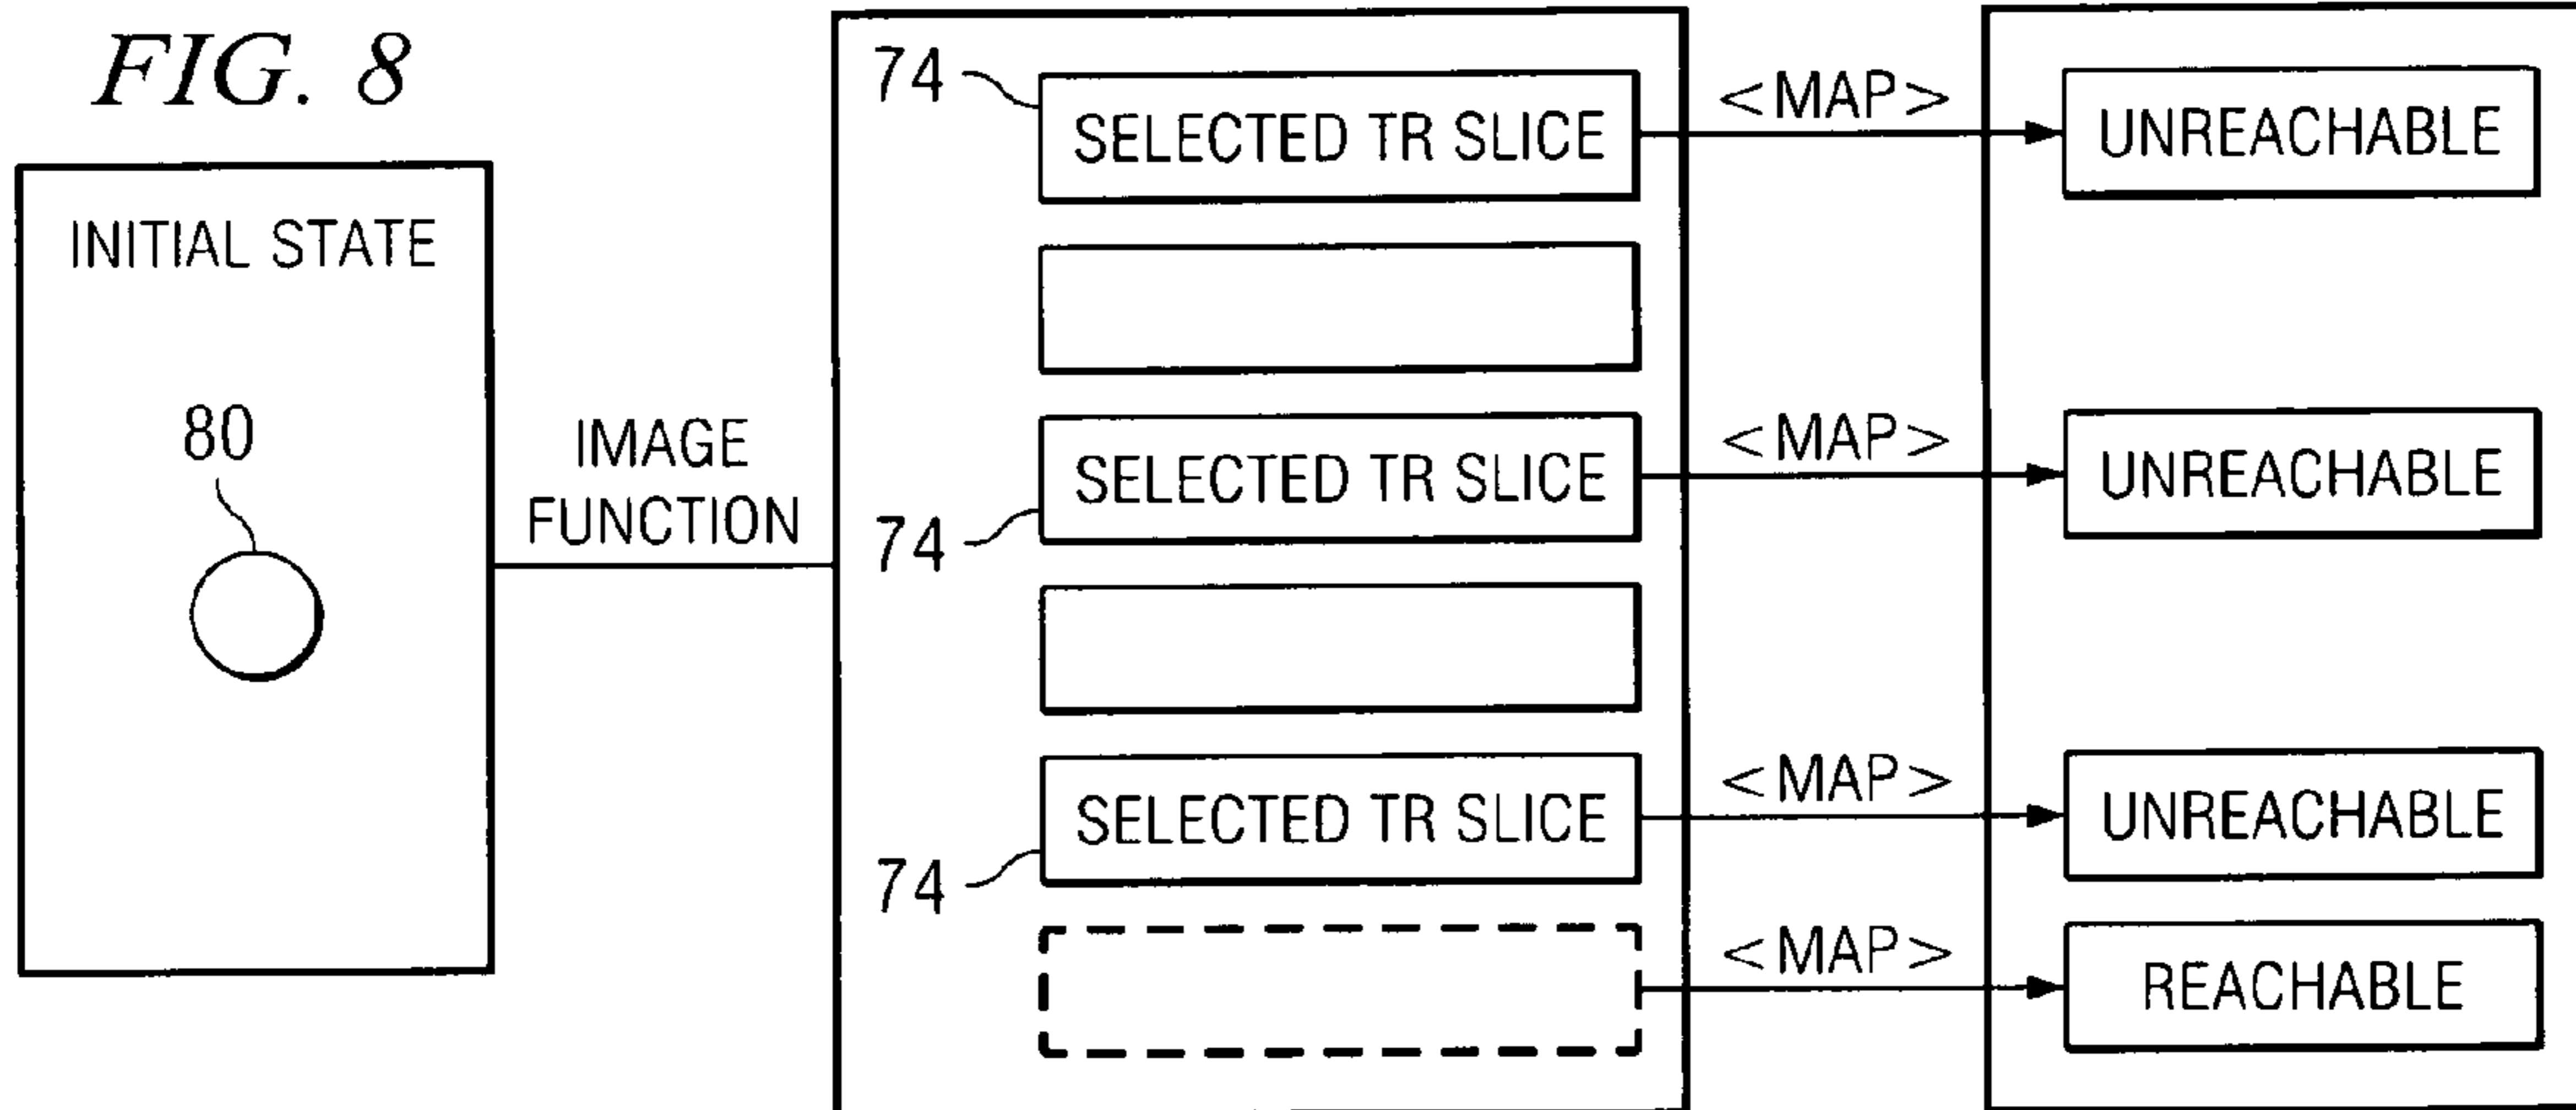 FIG. 8
INITIAL STATE
80
IMAGE
FUNCTION
74
SELECTED TR SLICE
<MAP>
UNREACHABLE
SELECTED TR SLICE
74
<MAP>
UNREACHABLE
SELECTED TR SLICE
74
<MAP>
UNREACHABLE
<MAP>
REACHABLE